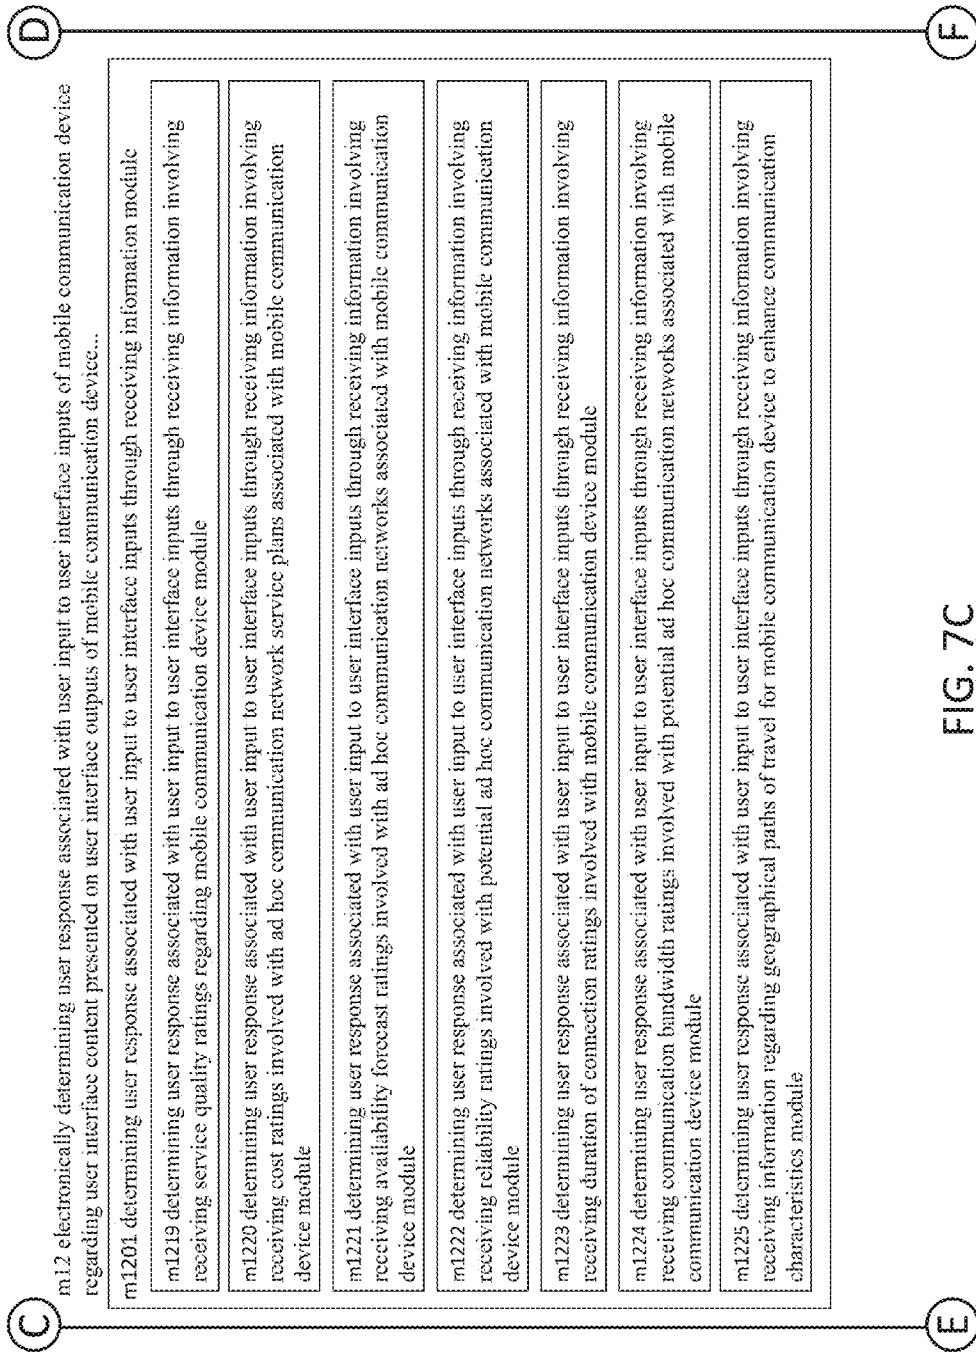 C
D
m12 electronically determining user response associated with user input to user interface inputs of mobile communication device
regarding user interface content presented on user interface outputs of mobile communication device...
m1201 determining user response associated with user input to user interface inputs through receiving information module
m1219 determining user response associated with user input to user interface inputs through receiving information involving
receiving service quality ratings regarding mobile communication device module
m1220 determining user response associated with user input to user interface inputs through receiving information involving
receiving cost ratings involved with ad hoc communication network service plans associated with mobile communication
device module
m1221 determining user response associated with user input to user interface inputs through receiving information involving
receiving availability forecast ratings involved with ad hoc communication networks associated with mobile communication
device module
m1222 determining user response associated with user input to user interface inputs through receiving information involving
receiving reliability ratings involved with potential ad hoc communication networks associated with mobile communication
device module
m1223 determining user response associated with user input to user interface inputs through receiving information involving
receiving duration of connection ratings involved with mobile communication device module
m1224 determining user response associated with user input to user interface inputs through receiving information involving
receiving communication bandwidth ratings involved with potential ad hoc communication networks associated with mobile
communication device module
m1225 determining user response associated with user input to user interface inputs through receiving information involving
receiving information regarding geographical paths of travel for mobile communication device to enhance communication
characteristics module
E
F
FIG. 7C